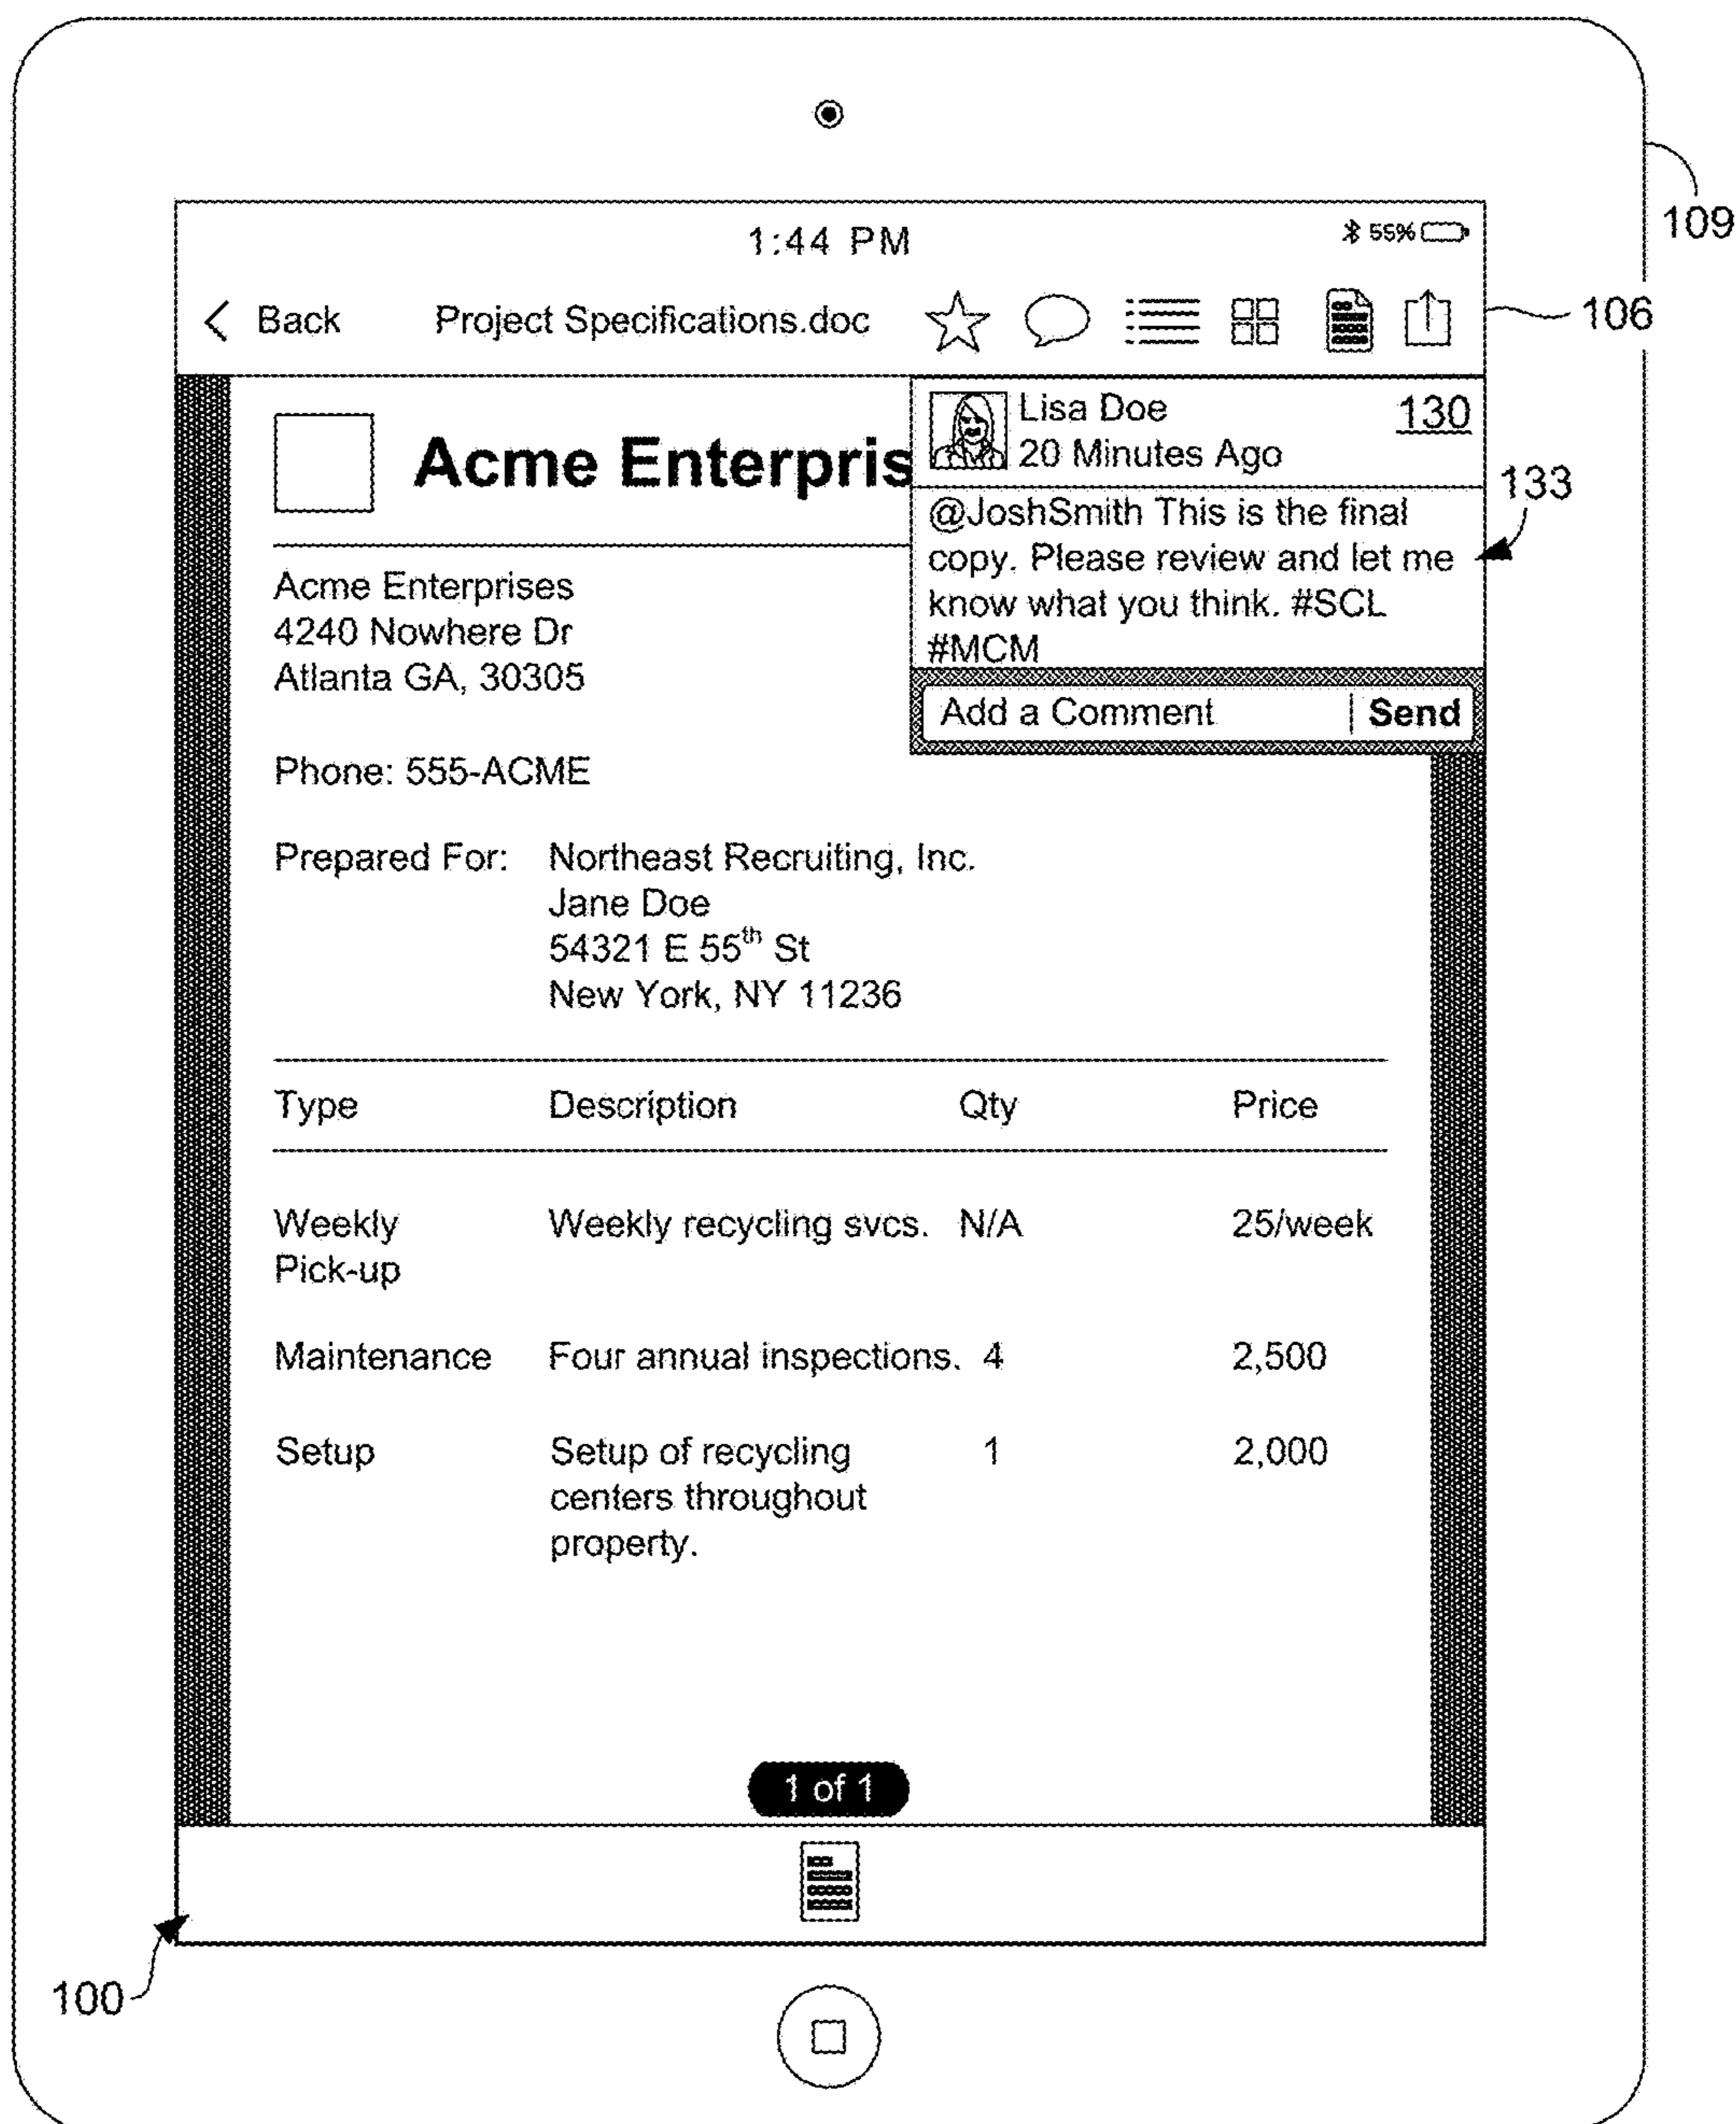 109
1:44 PM 55%
Back Project Specifications.doc 106
Lisa Doe 130
20 Minutes Ago
Acme Enterpris
133
@JoshSmith This is the final
copy. Please review and let me
know what you think. #SCL
#MCM
Add a Comment Send
Acme Enterprises
4240 Nowhere Dr
Atlanta GA, 30305
Phone: 555-ACME
Prepared For: Northeast Recruiting, Inc.
Jane Doe
54321 E 55th St
New York, NY 11236
Type Description Qty Price
Weekly Weekly recycling svcs. N/A 25/week
Pick-up
Maintenance Four annual inspections. 4 2,500
Setup Setup of recycling 1 2,000
centers throughout
property.
1 of 1
100